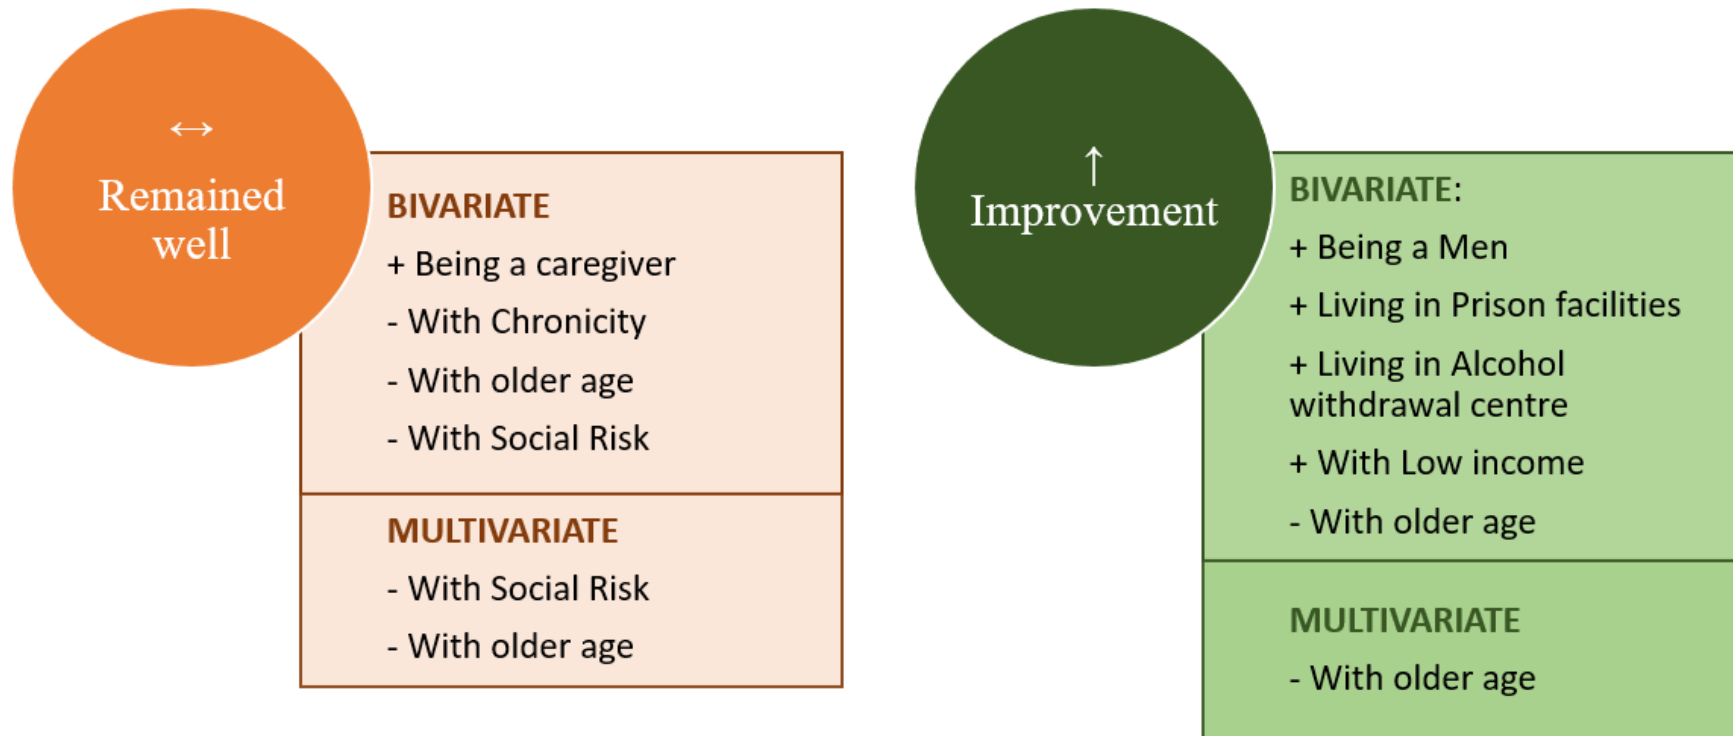 ↔
Remained
well
BIVARIATE
+ Being a caregiver
- With Chronicity
- With older age
- With Social Risk
MULTIVARIATE
- With Social Risk
- With older age
↑
Improvement
BIVARIATE:
+ Being a Men
+ Living in Prison facilities
+ Living in Alcohol
withdrawal centre
+ With Low income
- With older age
MULTIVARIATE
- With older age